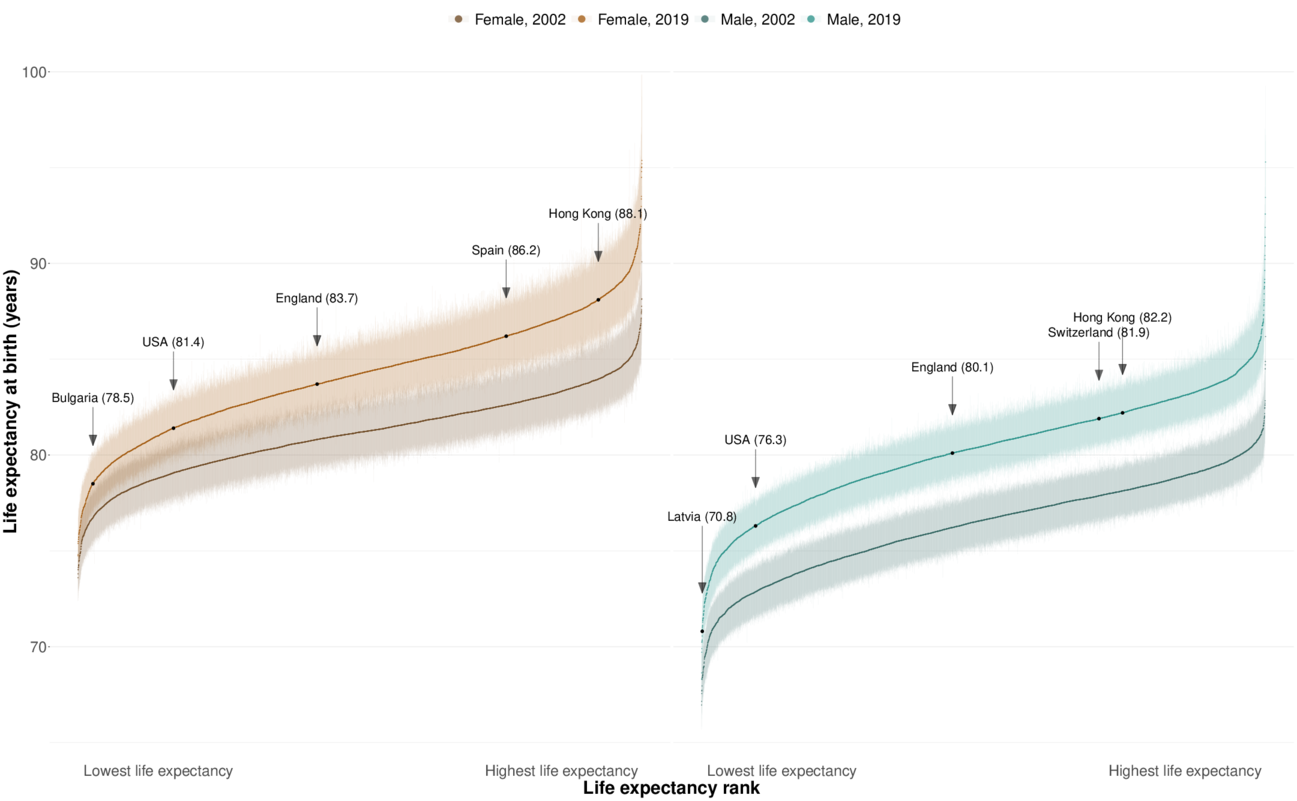 Female, 2002 Female, 2019 Male, 2002 Male, 2019
100
90
80
70
Life expectancy at birth (years)
Bulgaria (78.5)
USA (81.4)
England (83.7)
Spain (86.2)
Hong Kong (88.1)
Latvia (70.8)
USA (76.3)
England (80.1)
Hong Kong (82.2)
Switzerland (81.9)
Lowest life expectancy Highest life expectancy Lowest life expectancy Highest life expectancy
Life expectancy rank